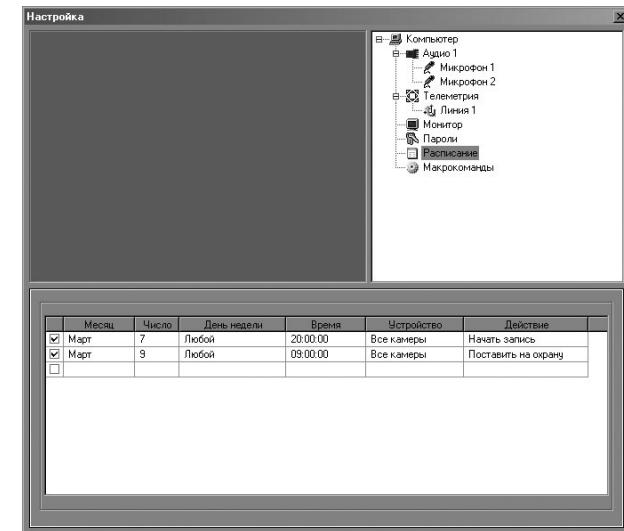 Настройка
Компьютер
Аудио 1
Микрофон 1
Микрофон 2
Телеметрия
Линия 1
Монитор
Пароли
Расписание
Макрокоманды
Месяц Число День недели Время Устройство Действие
Март 7 Любой 20:00:00 Все камеры Начать запись
Март 9 Любой 09:00:00 Все камеры Поставить на охрану